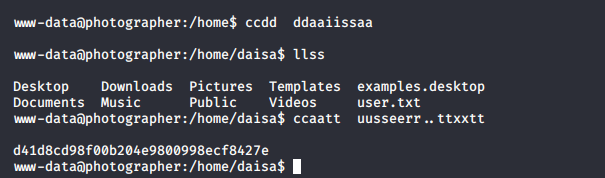 www-data@photographer:/home$ ccdd  ddaaiissaa
www-data@photographer:/home/daisa$ llss
Desktop    Downloads  Pictures  Templates  examples.desktop
Documents  Music      Public    Videos     user.txt
www-data@photographer:/home/daisa$ ccaatt  uusseerr..ttxxtt
d41d8cd98f00b204e9800998ecf8427e
www-data@photographer:/home/daisa$